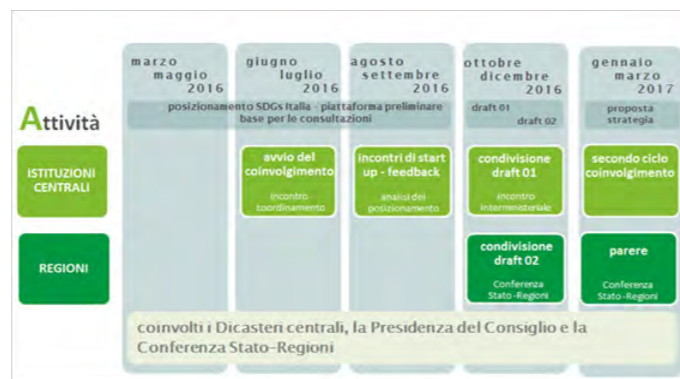 marzo
maggio
2016
giugno
luglio
2016
agosto
settembre
2016
ottobre
dicembre
2016
gennaio
marzo
2017
Attività
posizionamento SDGs Italia - piattaforma preliminare
base per le consultazioni
draft 01
draft 02
proposta
strategia
ISTITUZIONI
CENTRALI
avvio del
coinvolgimento
incontro
coordinamento
incontri di start
up - feedback
analisi dei
posizionamento
condivisione
draft 01
incontro
interministeriale
secondo ciclo
coinvolgimento
REGIONI
condivisione
draft 02
Conferenza
Stato-Regioni
parere
Conferenza
Stato-Regioni
coinvolti i Dicasteri centrali, la Presidenza del Consiglio e la
Conferenza Stato-Regioni